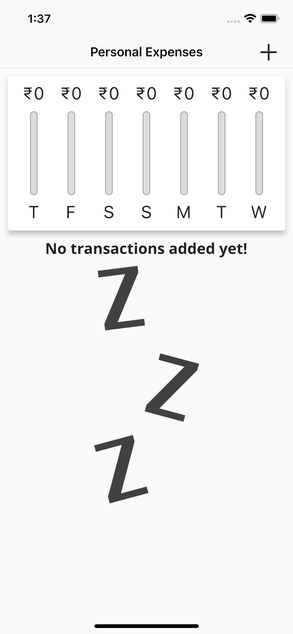 1:37
Personal Expenses +
₹0 ₹0 ₹0 ₹0 ₹0 ₹0 ₹0
T F S S M T W
No transactions added yet!
Z
Z
Z